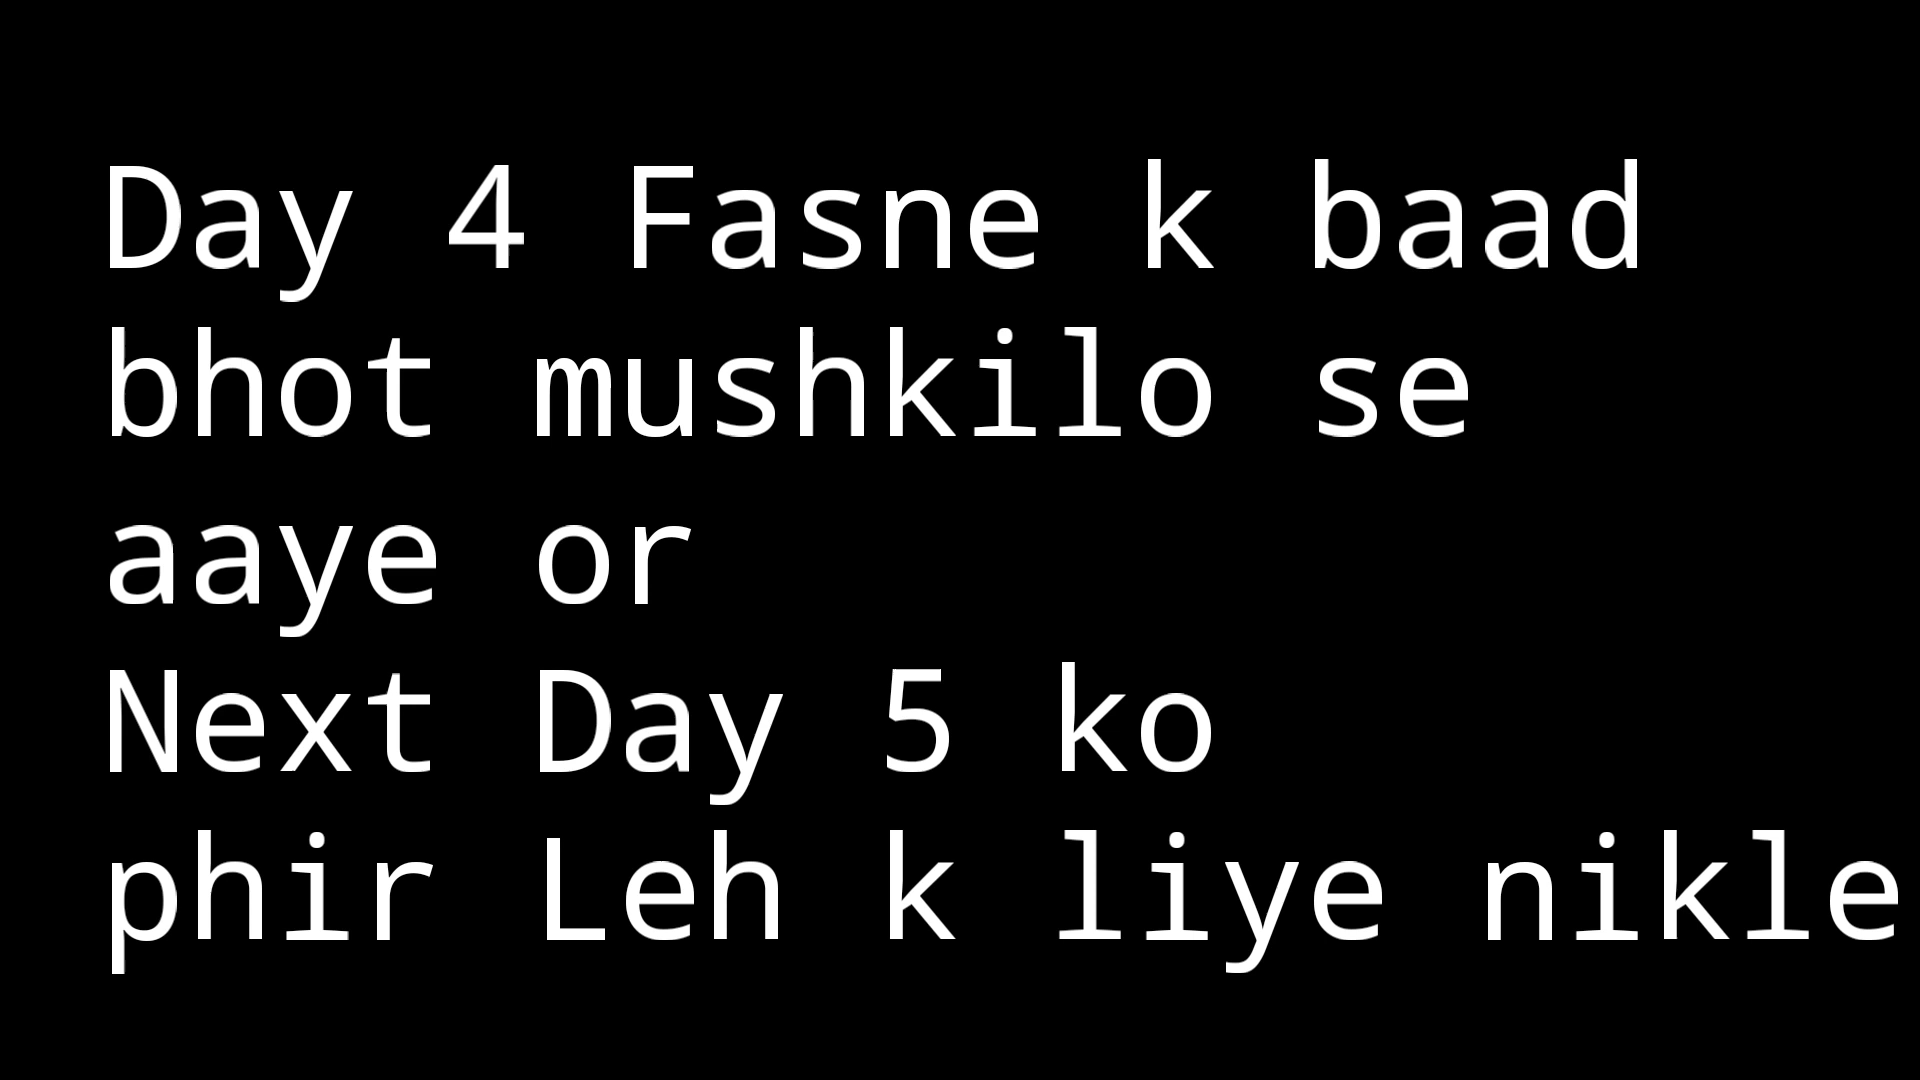 Day 4 Fasne k baad
bhot mushkilo se
aaye or
Next Day 5 ko
phir Leh k liye nikle